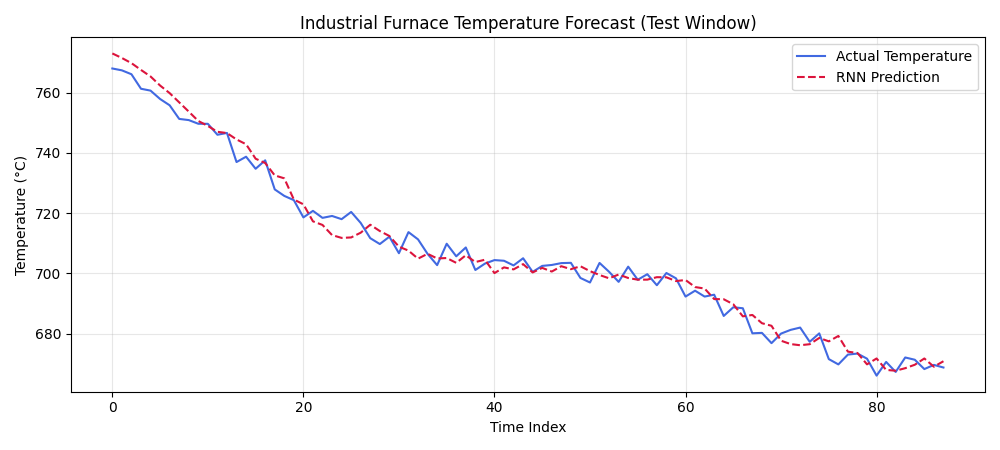 Industrial Furnace Temperature Forecast (Test Window)
Actual Temperature
RNN Prediction
Temperature (°C)
760
740
720
700
680
0 20 40 60 80
Time Index